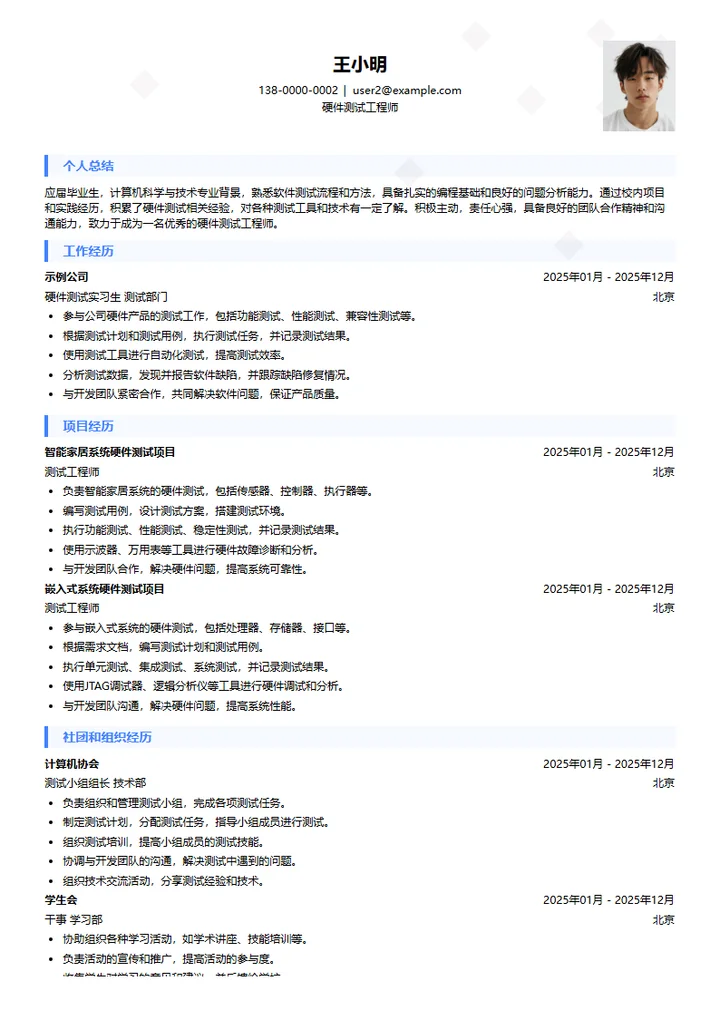 王小明
138-0000-0002 | user2@example.com
硬件测试工程师
个人总结
应届毕业生，计算机科学与技术专业背景，熟悉软件测试流程和方法，具备扎实的编程基础和良好的问题分析能力。通过校内项目
和实践经历，积累了硬件测试相关经验，对各种测试工具和技术有一定了解。积极主动，责任心强，具备良好的团队合作精神和沟
通能力，致力于成为一名优秀的硬件测试工程师。
工作经历
示例公司 2025年01月 - 2025年12月
硬件测试实习生 测试部门 北京
• 参与公司硬件产品的测试工作，包括功能测试、性能测试、兼容性测试等。
• 根据测试计划和测试用例，执行测试任务，并记录测试结果。
• 使用测试工具进行自动化测试，提高测试效率。
• 分析测试数据，发现并报告软件缺陷，并跟踪缺陷修复情况。
• 与开发团队紧密合作，共同解决软件问题，保证产品质量。
项目经历
智能家居系统硬件测试项目 2025年01月 - 2025年12月
测试工程师 北京
• 负责智能家居系统的硬件测试，包括传感器、控制器、执行器等。
• 编写测试用例，设计测试方案，搭建测试环境。
• 执行功能测试、性能测试、稳定性测试，并记录测试结果。
• 使用示波器、万用表等工具进行硬件故障诊断和分析。
• 与开发团队合作，解决硬件问题，提高系统可靠性。
嵌入式系统硬件测试项目 2025年01月 - 2025年12月
测试工程师 北京
• 参与嵌入式系统的硬件测试，包括处理器、存储器、接口等。
• 根据需求文档，编写测试计划和测试用例。
• 执行单元测试、集成测试、系统测试，并记录测试结果。
• 使用JTAG调试器、逻辑分析仪等工具进行硬件调试和分析。
• 与开发团队沟通，解决硬件问题，提高系统性能。
社团和组织经历
计算机协会 2025年01月 - 2025年12月
测试小组组长 技术部 北京
• 负责组织和管理测试小组，完成各项测试任务。
• 制定测试计划，分配测试任务，指导小组成员进行测试。
• 组织测试培训，提高小组成员的测试技能。
• 协调与开发团队的沟通，解决测试中遇到的问题。
• 组织技术交流活动，分享测试经验和技术。
学生会 2025年01月 - 2025年12月
干事 学习部 北京
• 协助组织各种学习活动，如学术讲座、技能培训等。
• 负责活动的宣传和推广，提高活动的参与度。